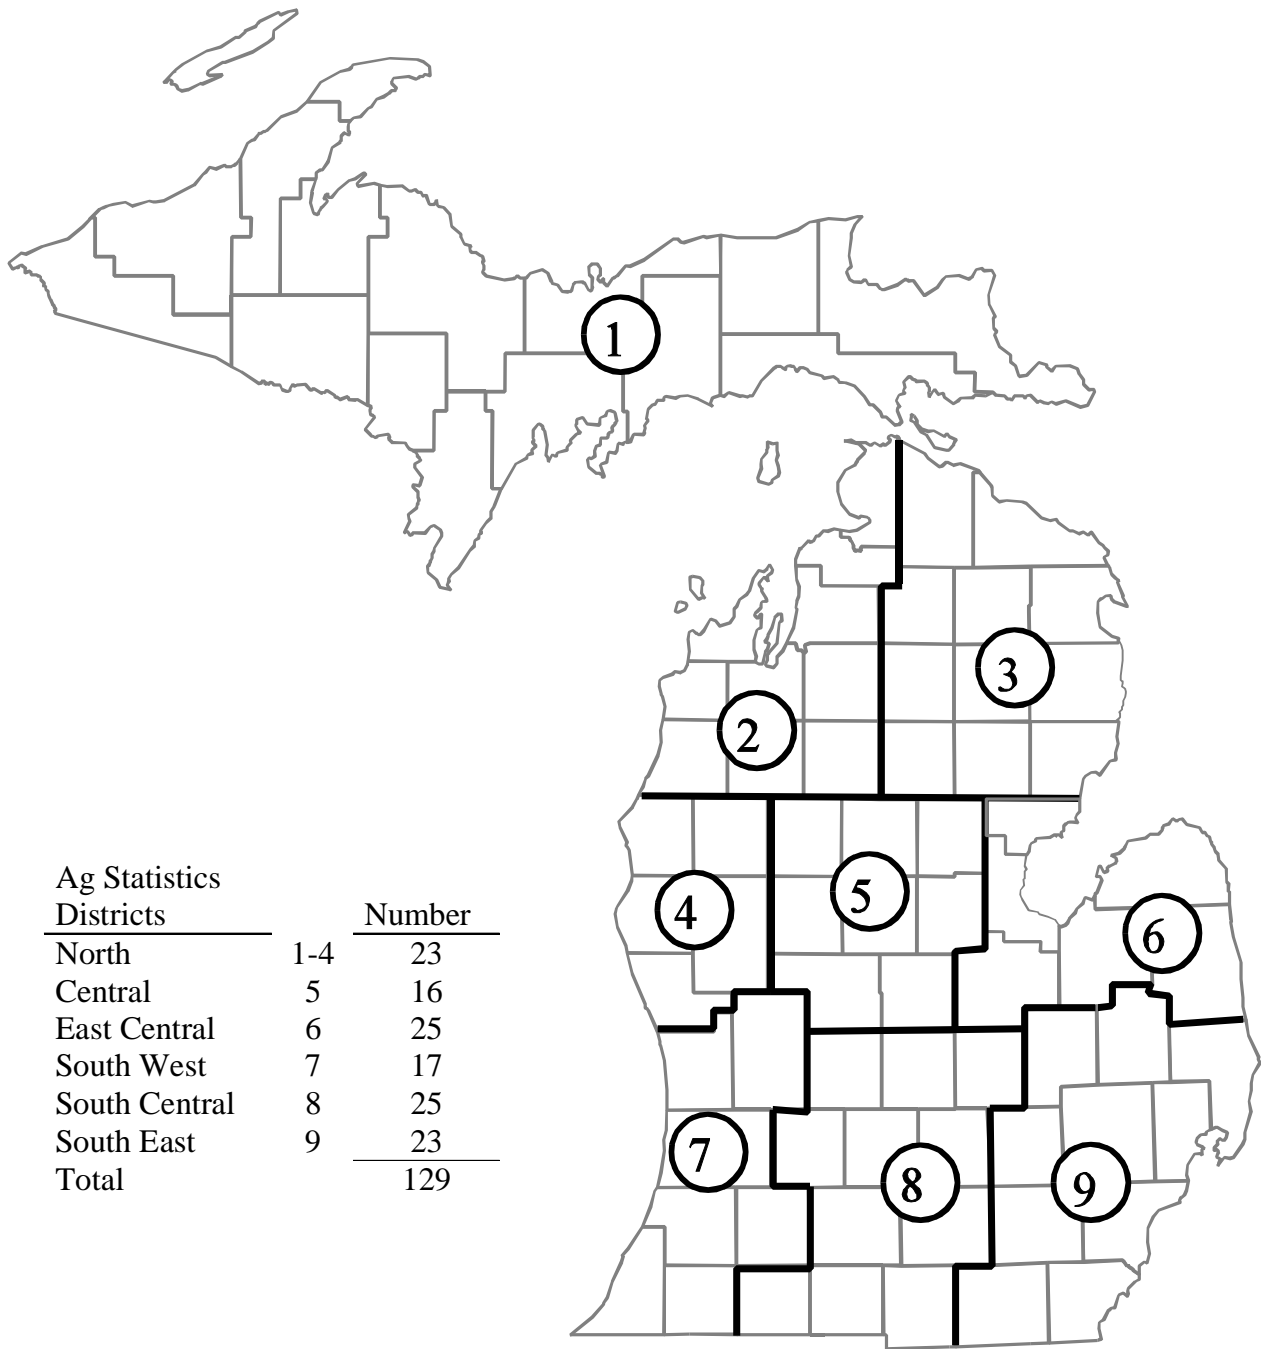 1
3
2
5
4
6
7
8
9
Ag Statistics
Districts Number
North 1-4 23
Central 5 16
East Central 6 25
South West 7 17
South Central 8 25
South East 9 23
Total 129